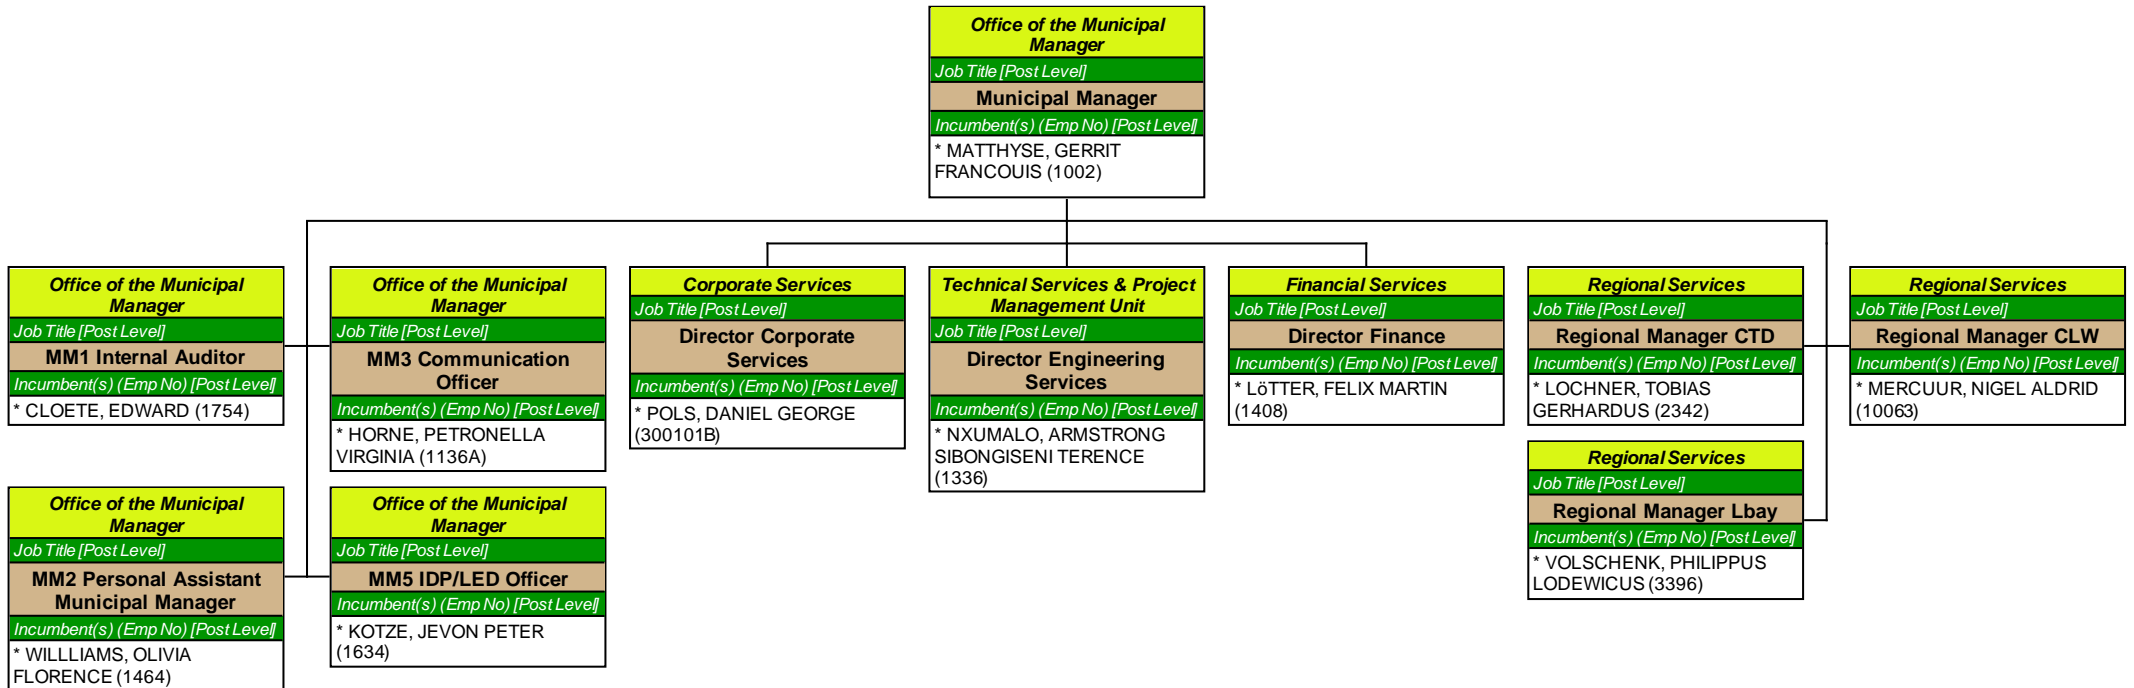 Office of the Municipal
Manager
Job Title [Post Level]
Municipal Manager
Incumbent(s) (Emp No) [Post Level]
* MATTHYSE, GERRIT
FRANCOUIS (1002)
Office of the Municipal
Manager
Job Title [Post Level]
MM1 Internal Auditor
Incumbent(s) (Emp No) [Post Level]
* CLOETE, EDWARD (1754)
Office of the Municipal
Manager
Job Title [Post Level]
MM3 Communication
Officer
Incumbent(s) (Emp No) [Post Level]
* HORNE, PETRONELLA
VIRGINIA (1136A)
Corporate Services
Job Title [Post Level]
Director Corporate
Services
Incumbent(s) (Emp No) [Post Level]
* POLS, DANIEL GEORGE
(300101B)
Technical Services & Project
Management Unit
Job Title [Post Level]
Director Engineering
Services
Incumbent(s) (Emp No) [Post Level]
* NXUMALO, ARMSTRONG
SIBONGISENI TERENCE
(1336)
Financial Services
Job Title [Post Level]
Director Finance
Incumbent(s) (Emp No) [Post Level]
* LöTTER, FELIX MARTIN
(1408)
Regional Services
Job Title [Post Level]
Regional Manager CTD
Incumbent(s) (Emp No) [Post Level]
* LOCHNER, TOBIAS
GERHARDUS (2342)
Regional Services
Job Title [Post Level]
Regional Manager CLW
Incumbent(s) (Emp No) [Post Level]
* MERCUUR, NIGEL ALDRID
(10063)
Office of the Municipal
Manager
Job Title [Post Level]
MM2 Personal Assistant
Municipal Manager
Incumbent(s) (Emp No) [Post Level]
* WILLLIAMS, OLIVIA
FLORENCE (1464)
Office of the Municipal
Manager
Job Title [Post Level]
MM5 IDP/LED Officer
Incumbent(s) (Emp No) [Post Level]
* KOTZE, JEVON PETER
(1634)
Regional Services
Job Title [Post Level]
Regional Manager Lbay
Incumbent(s) (Emp No) [Post Level]
* VOLSCHENK, PHILIPPUS
LODEWICUS (3396)